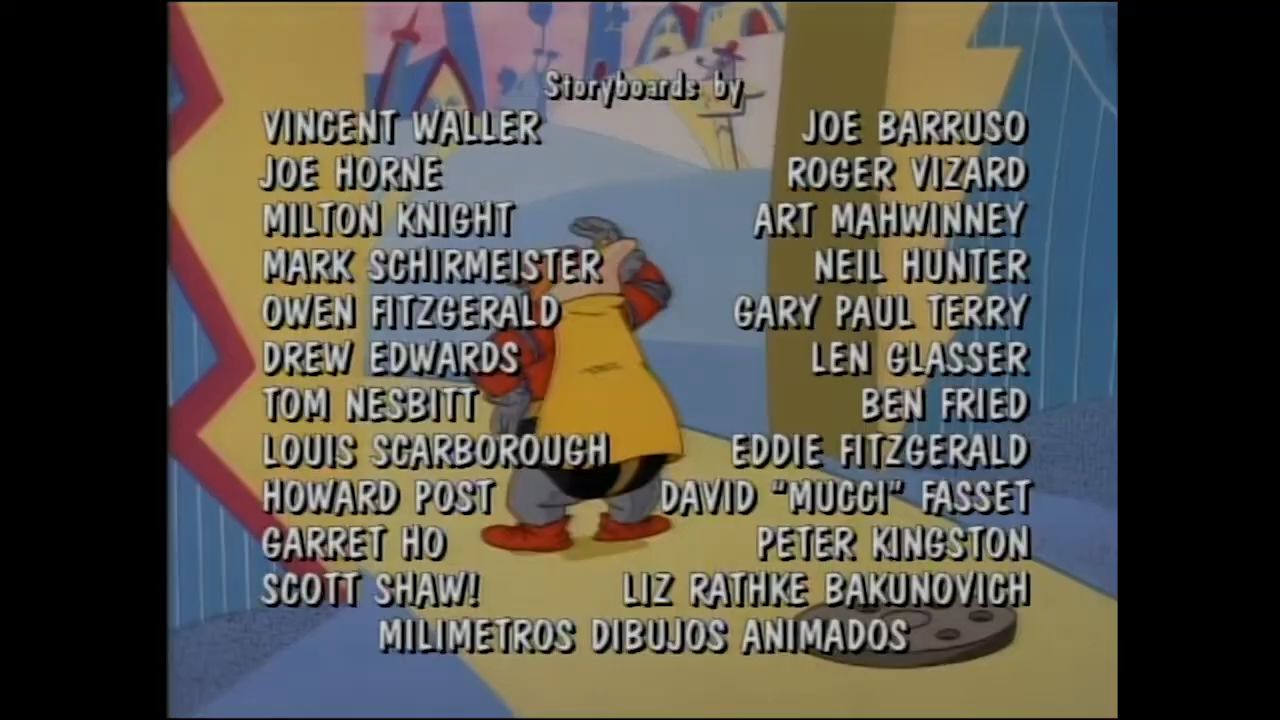 Storyboards by
VINCENT WALLER JOE BARRUSO
JOE HORNE ROGER VIZARD
MILTON KNIGHT ART MAHWINNEY
MARK SCHIRMEISTER NEIL HUNTER
OWEN FITZGERALD GARY PAUL TERRY
DREW EDWARDS LEN GLASSER
TOM NESBITT BEN FRIED
LOUIS SCARBOROUGH EDDIE FITZGERALD
HOWARD POST DAVID "MUCCI" FASSET
GARRET HO PETER KINGSTON
SCOTT SHAW! LIZ RATHKE BAKUNOVICH
MILIMETROS DIBUJOS ANIMADOS